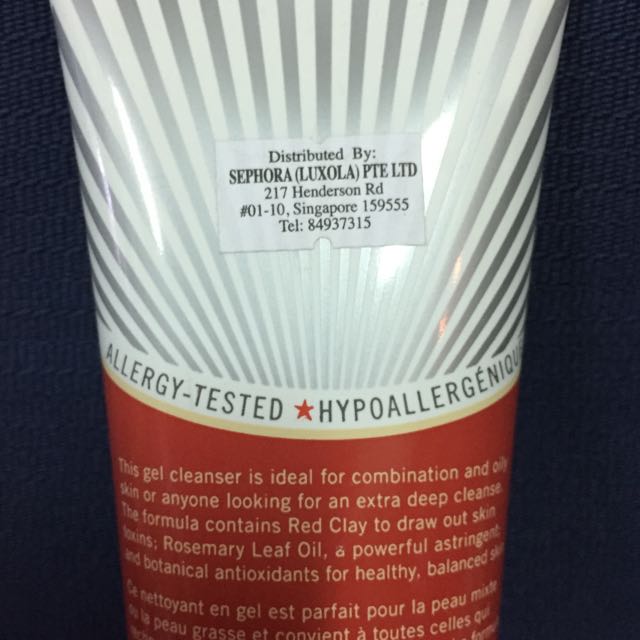 Distributed By:
SEPHORA (LUXOLA) PTE LTD
217 Henderson Rd
#01-10, Singapore 159555
Tel: 84937315
ALLERGY-TESTED ★ HYPOALLERGÉNIQUE
This gel cleanser is ideal for combination and oily
skin or anyone looking for an extra deep cleanse.
The formula contains Red Clay to draw out skin
toxins; Rosemary Leaf Oil, a powerful astringent;
and botanical antioxidants for healthy, balanced skin
Ce nettoyant en gel est parfait pour la peau mixte
ou la peau grasse et convient à toutes celles qui